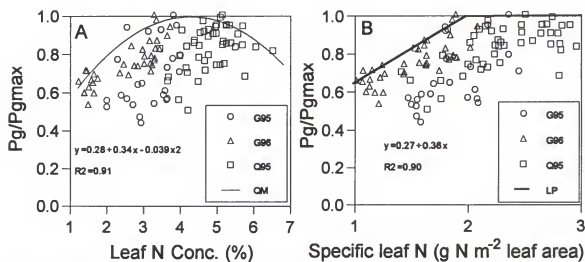 A
Pg/Pgmax
1.0
0.8
0.6
0.4
0.2
0.0
y=0.28+0.34x-0.039x2
R2=0.91
G95
G96
Q95
QM
1 2 3 4 5 6 7
Leaf N Conc. (%)
B
Pg/Pgmax
1.0
0.8
0.6
0.4
0.2
0.0
y=0.27+0.36x
R2=0.90
G95
G96
Q95
LP
1 2 3
Specific leaf N (g N m-2 leaf area)